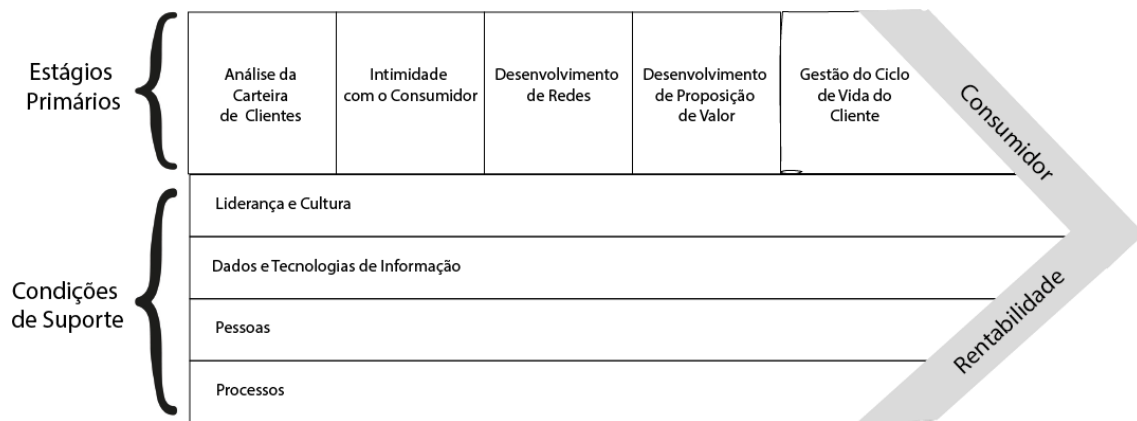 Estágios
Primários
Análise da
Carteira
de Clientes
Intimidade
com o Consumidor
Desenvolvimento
de Redes
Desenvolvimento
de Proposição
de Valor
Gestão do Ciclo
de Vida do
Cliente
Consumidor
Condições
de Suporte
Liderança e Cultura
Dados e Tecnologias de Informação
Pessoas
Processos
Rentabilidade